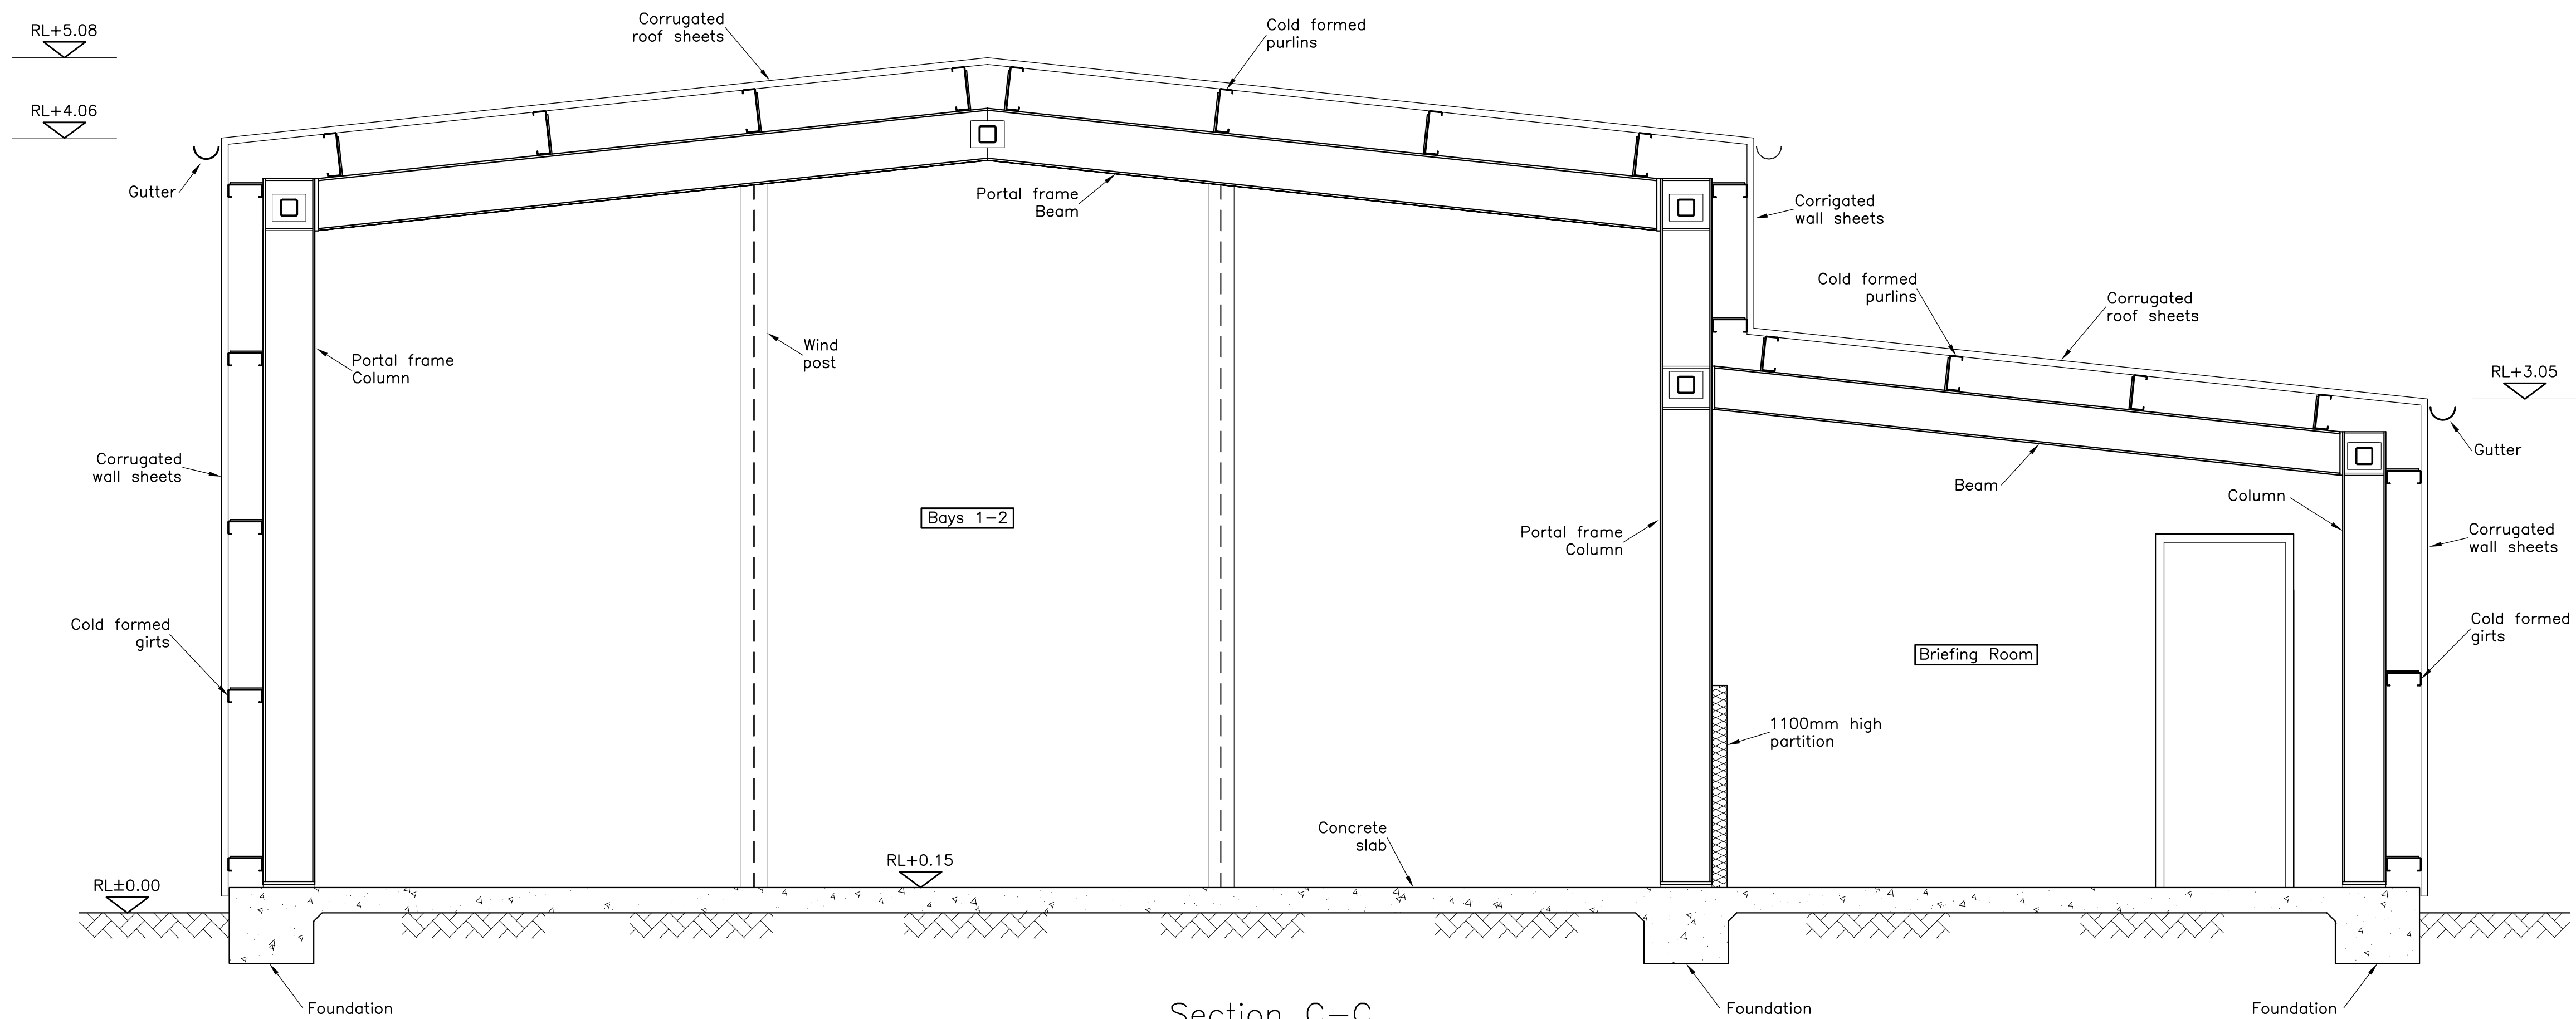 RL+5.08
Corrugated
roof sheets
Cold formed
purlins
RL+4.06
Gutter
Portal frame
Beam
Corrigated
wall sheets
Cold formed
purlins
Corrugated
roof sheets
Wind
post
Portal frame
Column
RL+3.05
Corrugated
wall sheets
Gutter
Beam
Column
Bays 1-2
Portal frame
Column
Corrugated
wall sheets
Cold formed
girts
Briefing Room
Cold formed
girts
1100mm high
partition
Concrete
slab
RL+0.15
RL±0.00
Foundation
Foundation
Foundation
Section C-C